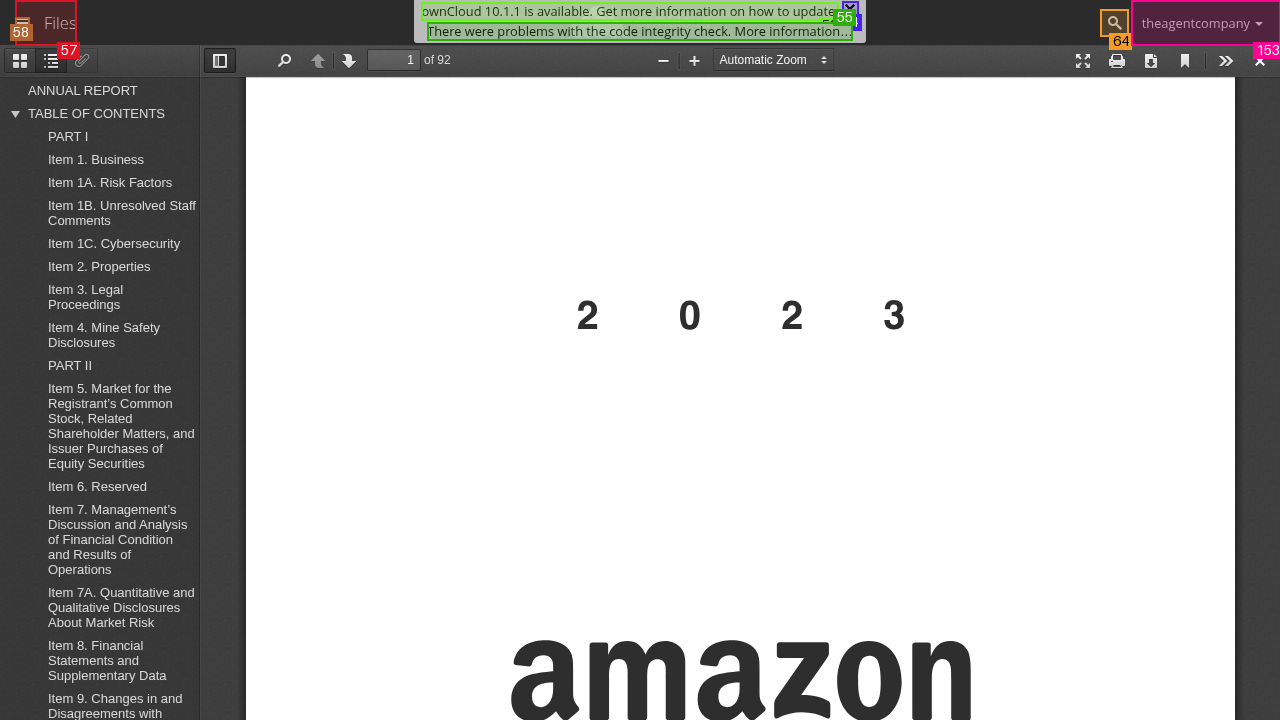 Files
58
57
ownCloud 10.1.1 is available. Get more information on how to update
55
There were problems with the code integrity check. More information...
64
theagentcompany
153
1 of 92
Automatic Zoom
ANNUAL REPORT
TABLE OF CONTENTS
PART I
Item 1. Business
Item 1A. Risk Factors
Item 1B. Unresolved Staff
Comments
Item 1C. Cybersecurity
Item 2. Properties
Item 3. Legal
Proceedings
Item 4. Mine Safety
Disclosures
PART II
Item 5. Market for the
Registrant's Common
Stock, Related
Shareholder Matters, and
Issuer Purchases of
Equity Securities
Item 6. Reserved
Item 7. Management's
Discussion and Analysis
of Financial Condition
and Results of
Operations
Item 7A. Quantitative and
Qualitative Disclosures
About Market Risk
Item 8. Financial
Statements and
Supplementary Data
Item 9. Changes in and
Disagreements with
2 0 2 3
amazon